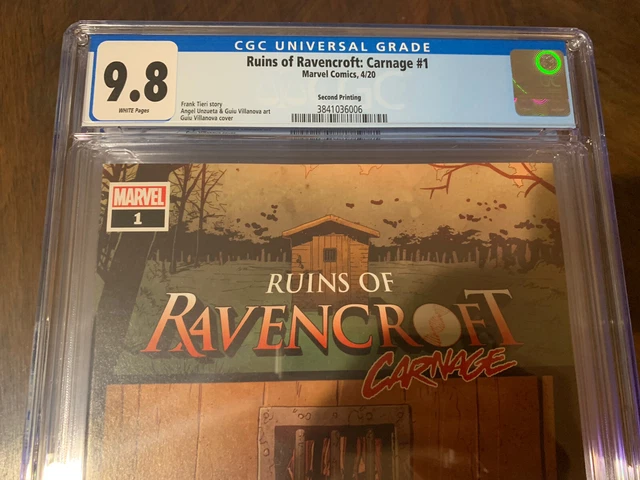 CGC UNIVERSAL GRADE
9.8
WHITE Pages
Ruins of Ravencroft: Carnage #1
Marvel Comics, 4/20
Second Printing
3841036006
Frank Tieri story
Angel Unzueta & Guiu Villanova art
Guiu Villanova cover
MARVEL
1
RUINS OF
RAVENCROFT
CARNAGE